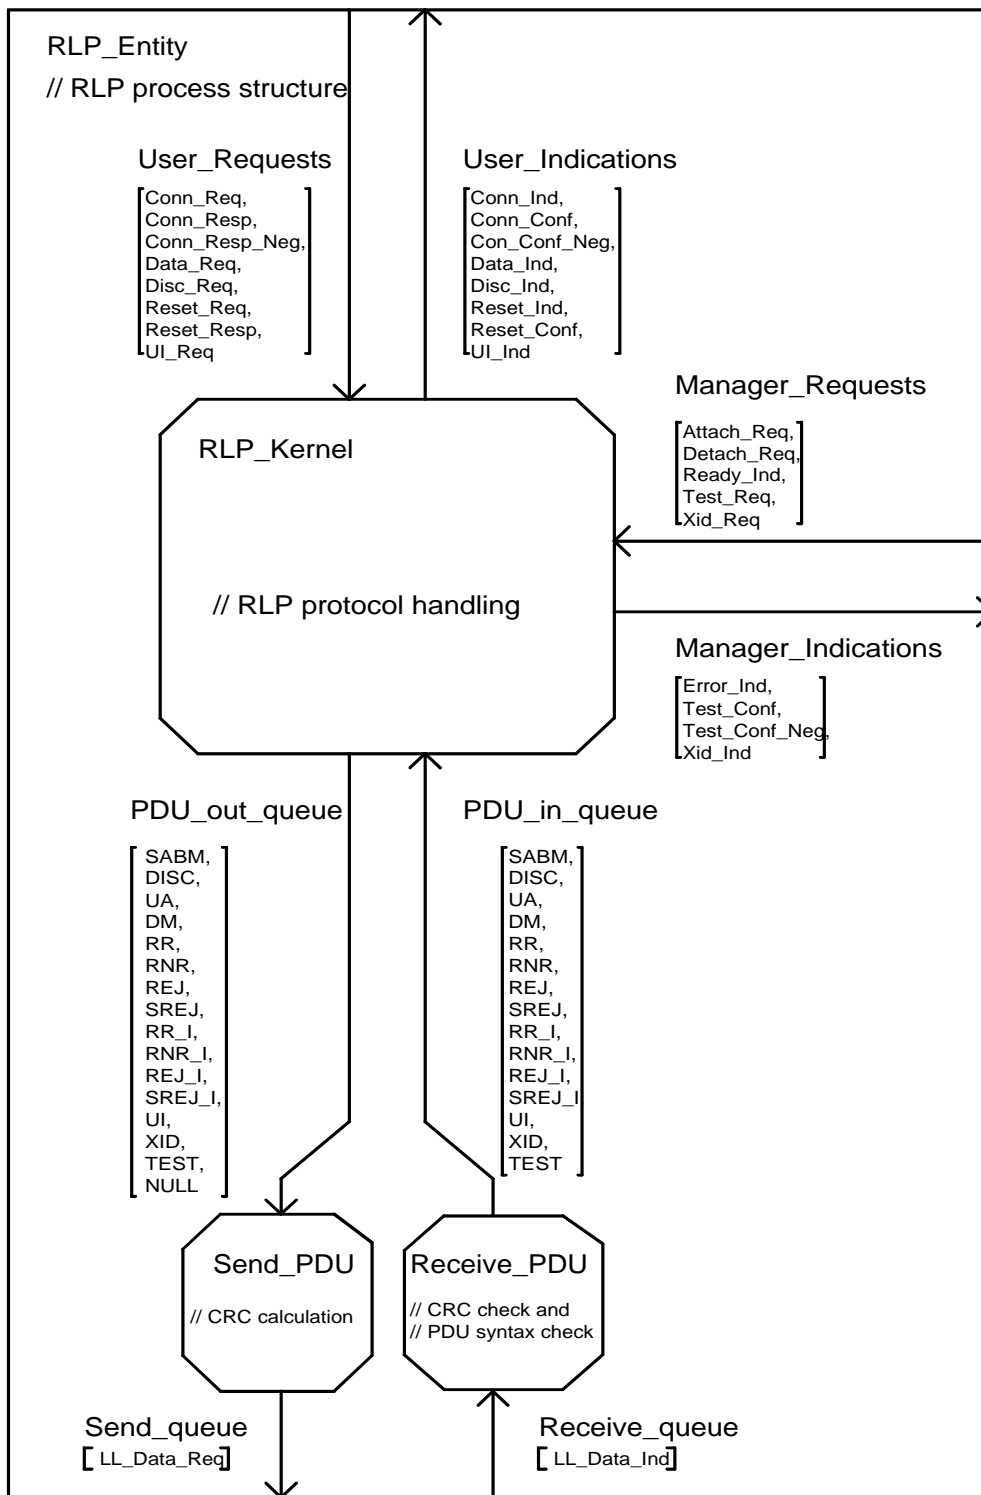 RLP_Entity
// RLP process structure
User_Requests
Conn_Req,
Conn_Resp,
Conn_Resp_Neg,
Data_Req,
Disc_Req,
Reset_Req,
Reset_Resp,
UI_Req
User_Indications
Conn_Ind,
Conn_Conf,
Con_Conf_Neg,
Data_Ind,
Disc_Ind,
Reset_Ind,
Reset_Conf,
UI_Ind
Manager_Requests
Attach_Req,
Detach_Req,
Ready_Ind,
Test_Req,
Xid_Req
RLP_Kernel
// RLP protocol handling
Manager_Indications
Error_Ind,
Test_Conf,
Test_Conf_Neg,
Xid_Ind
PDU_out_queue
SABM,
DISC,
UA,
DM,
RR,
RNR,
REJ,
SREJ,
RR_I,
RNR_I,
REJ_I,
SREJ_I,
UI,
XID,
TEST,
NULL
PDU_in_queue
SABM,
DISC,
UA,
DM,
RR,
RNR,
REJ,
SREJ,
RR_I,
RNR_I,
REJ_I,
SREJ_I
UI,
XID,
TEST
Send_PDU
// CRC calculation
Receive_PDU
// CRC check and
// PDU syntax check
Send_queue
[ LL_Data_Req]
Receive_queue
[ LL_Data_Ind]